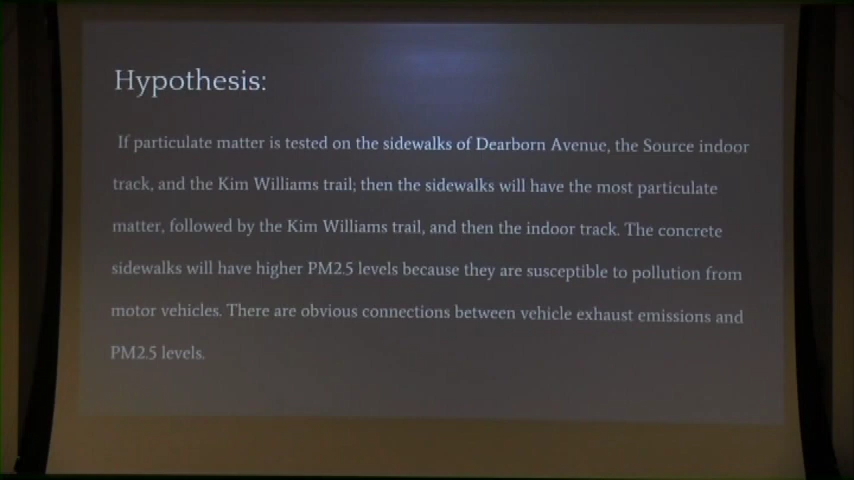 Hypothesis:
If particulate matter is tested on the sidewalks of Dearborn Avenue, the Source indoor
track, and the Kim Williams trail; then the sidewalks will have the most particulate
matter, followed by the Kim Williams trail, and then the indoor track. The concrete
sidewalks will have higher PM2.5 levels because they are susceptible to pollution from
motor vehicles. There are obvious connections between vehicle exhaust emissions and
PM2.5 levels.